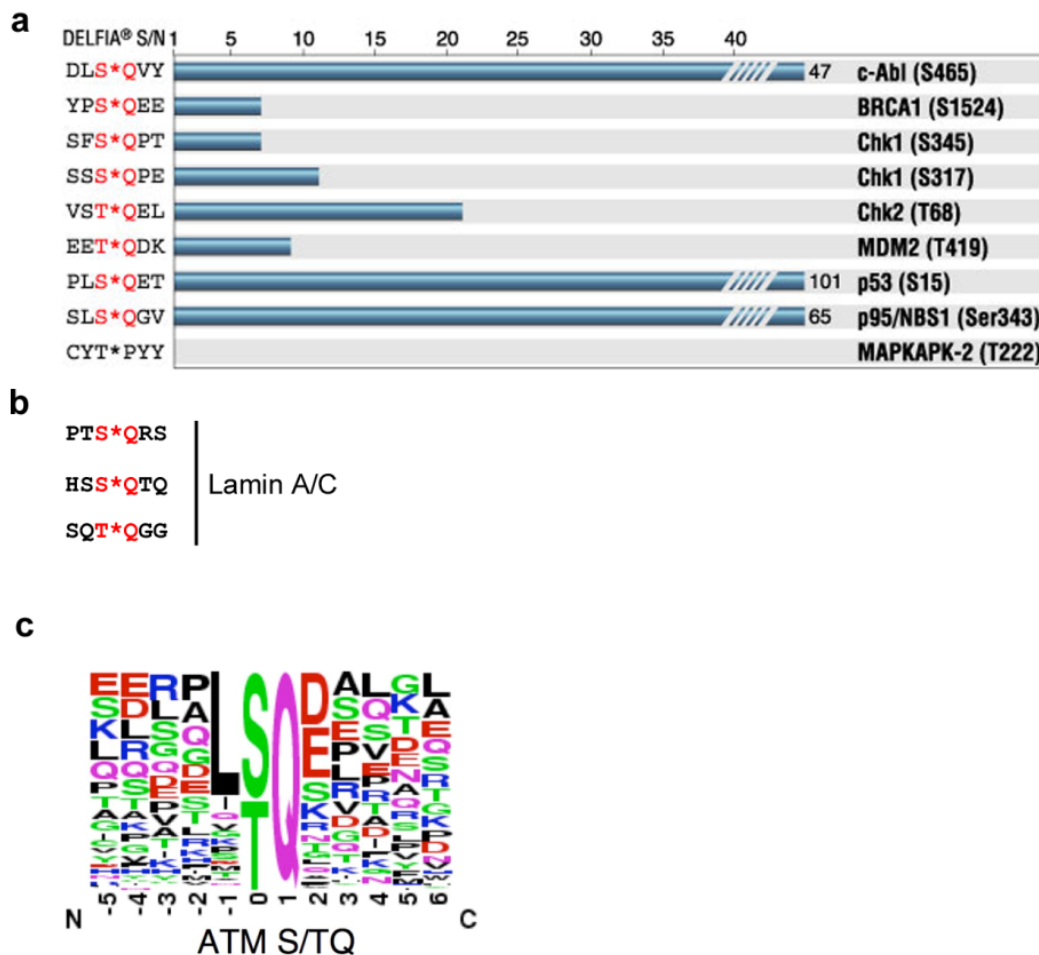 a
DELFIA® S/N 1 5 10 15 20 25 30 35 40
DLS*QVY 47 c-Abl (S465)
YPS*QEE BRCA1 (S1524)
SFS*QPT Chk1 (S345)
SSS*QPE Chk1 (S317)
VST*QEL Chk2 (T68)
EET*QDK MDM2 (T419)
PLS*QET 101 p53 (S15)
SLS*QGV 65 p95/NBS1 (Ser343)
CYT*PYY MAPKAPK-2 (T222)
b
PTS*QRS
HSS*QTQ
SQT*QGG
Lamin A/C
c
E E R P L S Q D A L G L
N -5 -4 -3 -2 -1 0 1 2 3 4 5 6 C
ATM S/TQ